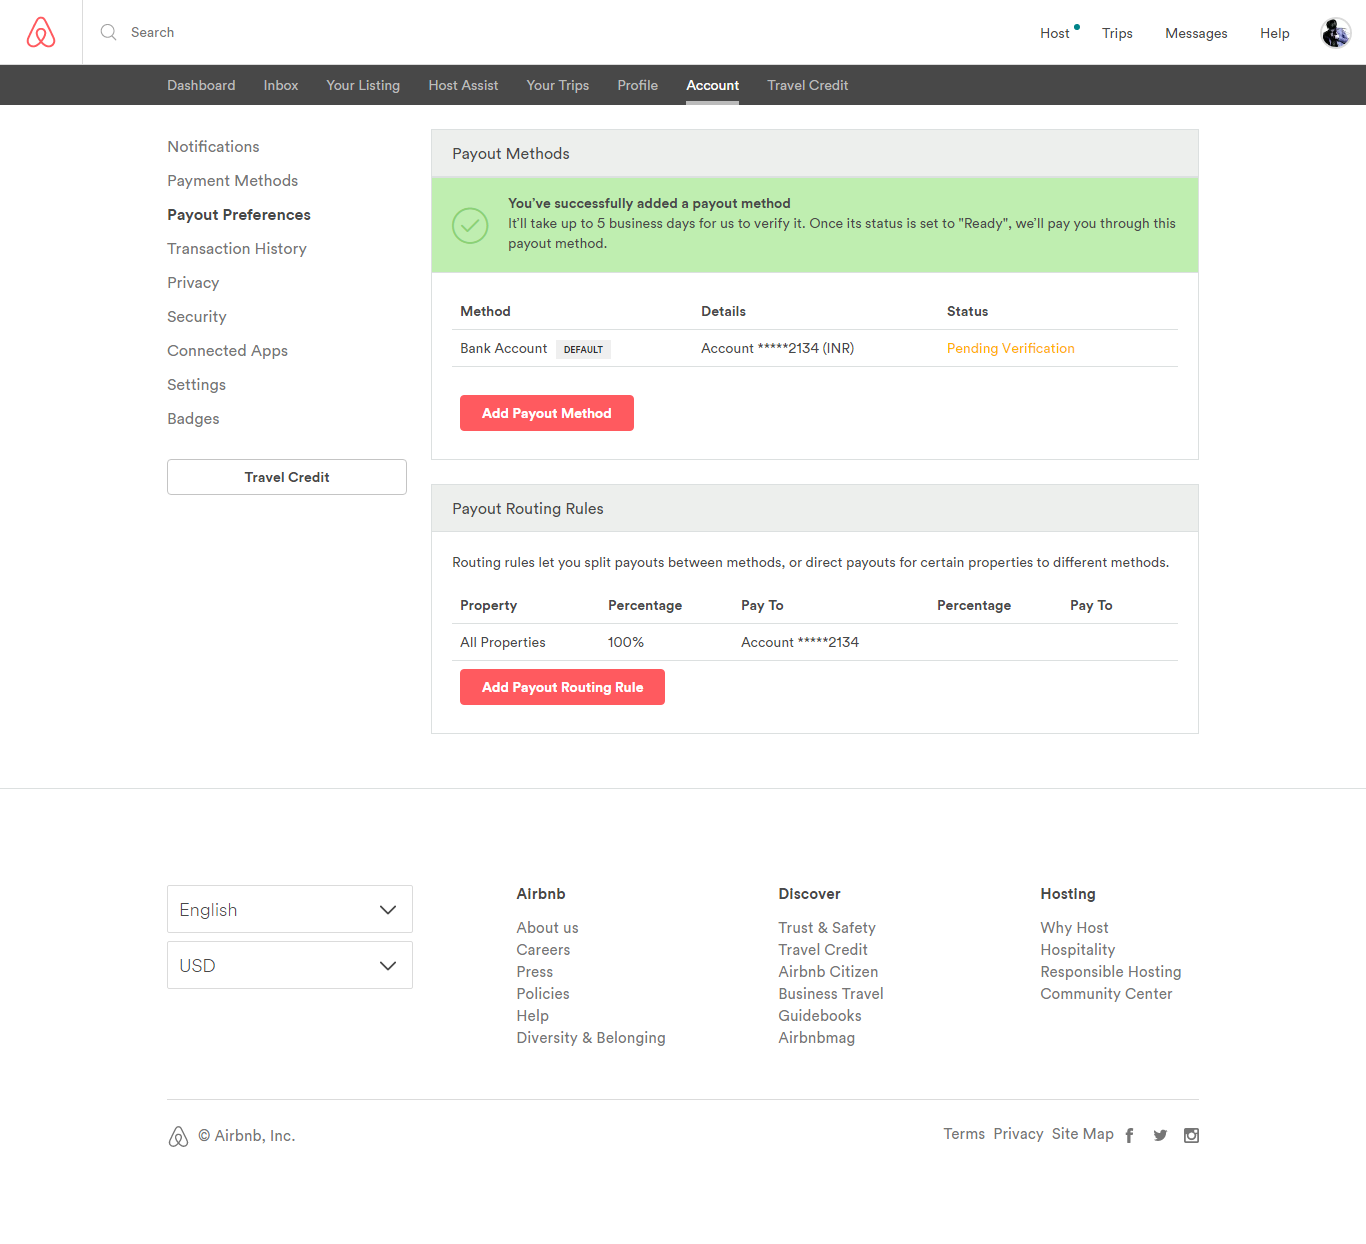 Search
Host
Trips
Messages
Help
Dashboard
Inbox
Your Listing
Host Assist
Your Trips
Profile
Account
Travel Credit
Notifications
Payment Methods
Payout Preferences
Transaction History
Privacy
Security
Connected Apps
Settings
Badges
Travel Credit
Payout Methods
You've successfully added a payout method
It'll take up to 5 business days for us to verify it. Once its status is set to "Ready", we'll pay you through this
payout method.
Method Details Status
Bank Account DEFAULT Account *****2134 (INR) Pending Verification
Add Payout Method
Payout Routing Rules
Routing rules let you split payouts between methods, or direct payouts for certain properties to different methods.
Property Percentage Pay To Percentage Pay To
All Properties 100% Account *****2134
Add Payout Routing Rule
English
USD
Airbnb
About us
Careers
Press
Policies
Help
Diversity & Belonging
Discover
Trust & Safety
Travel Credit
Airbnb Citizen
Business Travel
Guidebooks
Airbnbmag
Hosting
Why Host
Hospitality
Responsible Hosting
Community Center
© Airbnb, Inc.
Terms Privacy Site Map